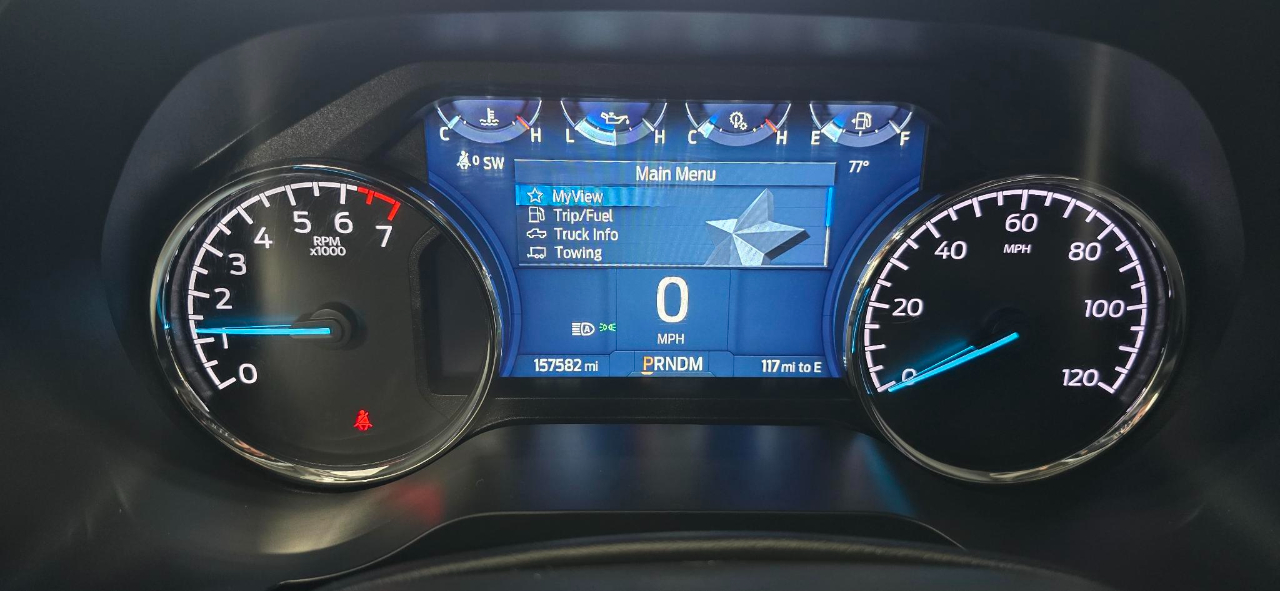 C H
L H
C H
E F
0 SW
77°
Main Menu
MyView
Trip/Fuel
Truck Info
Towing
0
MPH
157582 mi
PRNDM
117 mi to E
0
1
2
3
4
5
6
7
RPM
x1000
0
20
40
60
80
100
120
MPH
A